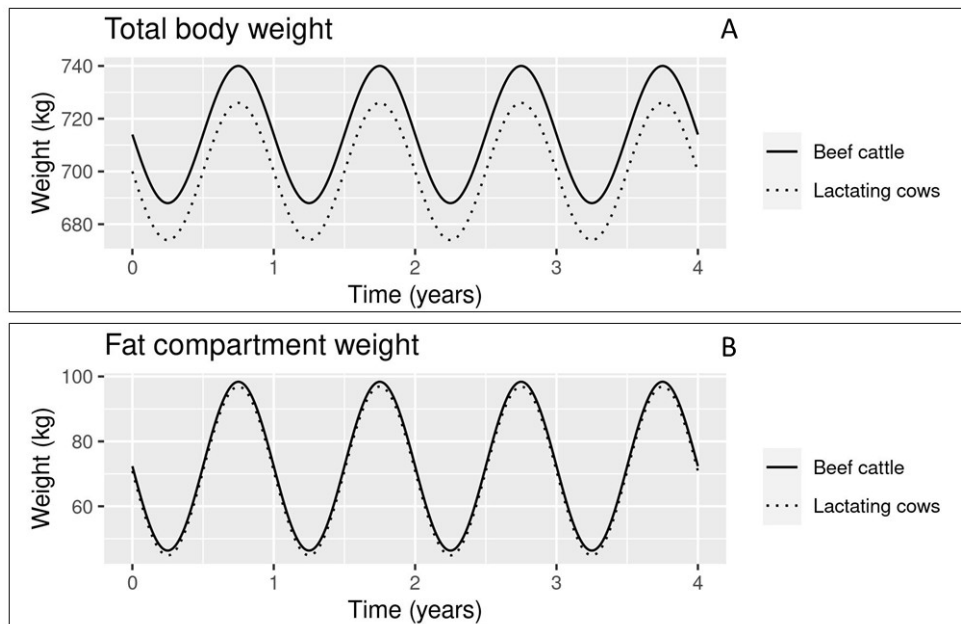 Total body weight
A
Weight (kg)
740
720
700
680
0
1
2
3
4
Time (years)
Beef cattle
Lactating cows
Fat compartment weight
B
Weight (kg)
100
80
60
0
1
2
3
4
Time (years)
Beef cattle
Lactating cows